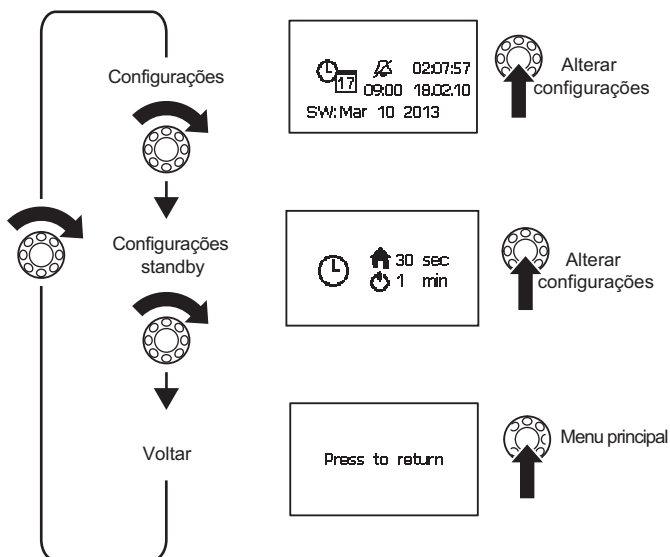 Configurações
02:07:57
17
09:00 18.02.10
SW: Mar 10 2013
Alterar
configurações
Configurações
standby
30 sec
1 min
Alterar
configurações
Voltar
Press to return
Menu principal